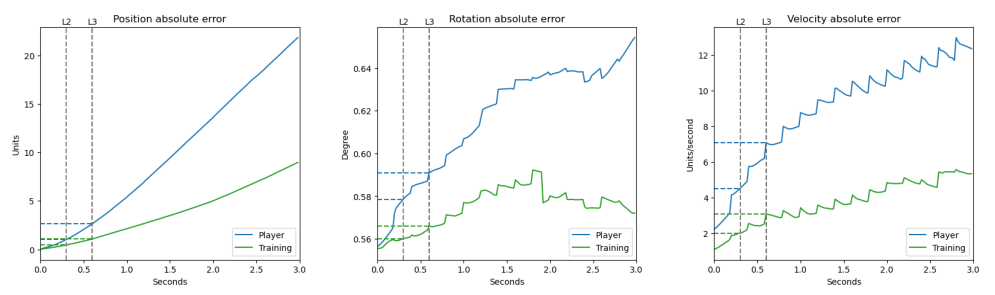 Position absolute error
L2 L3
Units
20
15
10
5
0
0.0 0.5 1.0 1.5 2.0 2.5 3.0
Seconds
Player
Training
Rotation absolute error
L2 L3
Degree
0.64
0.62
0.60
0.58
0.56
0.0 0.5 1.0 1.5 2.0 2.5 3.0
Seconds
Player
Training
Velocity absolute error
L2 L3
Units/second
12
10
8
6
4
2
0.0 0.5 1.0 1.5 2.0 2.5 3.0
Seconds
Player
Training